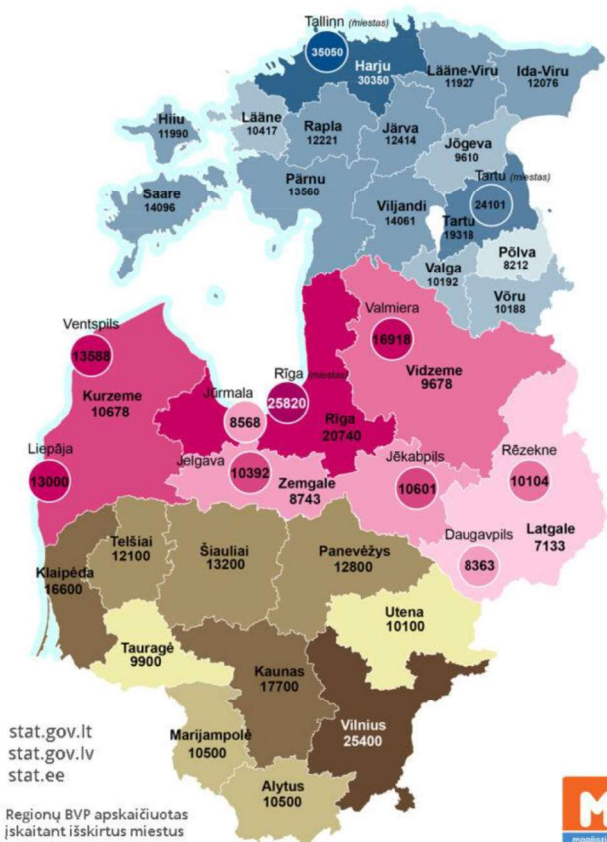 Tallinn (miestas)
35050
Harju
30350
Lääne-Viru
11927
Ida-Viru
12076
Hiiu
11990
Lääne
10417
Rapla
12221
Järva
12414
Jõgeva
9610
Saare
14096
Pärnu
13560
Viljandi
14061
Tartu (miestas)
24101
Tartu
19318
Põlva
8212
Valga
10192
Võru
10188
Ventspils
13588
Kurzeme
10678
Jūrmala
8568
Rīga (miestas)
25820
Rīga
20740
Valmiera
16918
Vidzeme
9678
Liepāja
13000
Jelgava
10392
Zemgale
8743
Jēkabpils
10601
Rēzekne
10104
Latgale
7133
Daugavpils
8363
Telšiai
12100
Šiauliai
13200
Panevėžys
12800
Klaipėda
16600
Utena
10100
Tauragė
9900
Kaunas
17700
Vilnius
25400
Marijampolė
10500
Alytus
10500
stat.gov.lt
stat.gov.lv
stat.ee
Regionų BVP apskaičiuotas
įskaitant išskirtus miestus
M